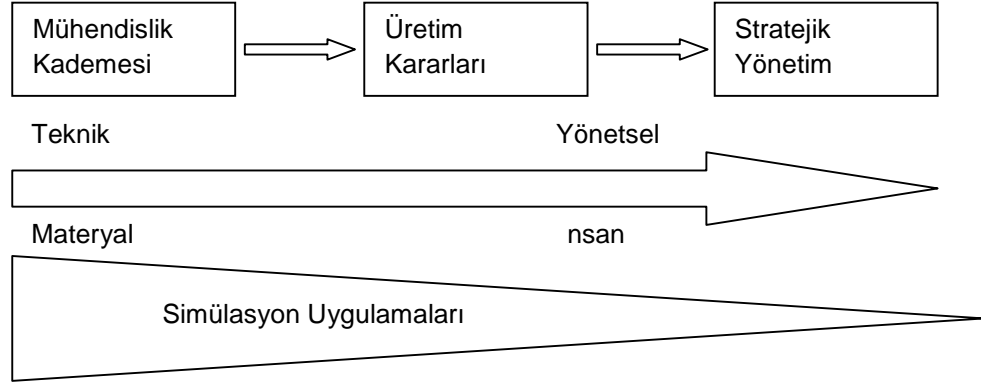 Mühendislik
Kademesi
Üretim
Kararları
Stratejik
Yönetim
Teknik
Yönetsel
Materyal
nsan
Simülasyon Uygulamaları